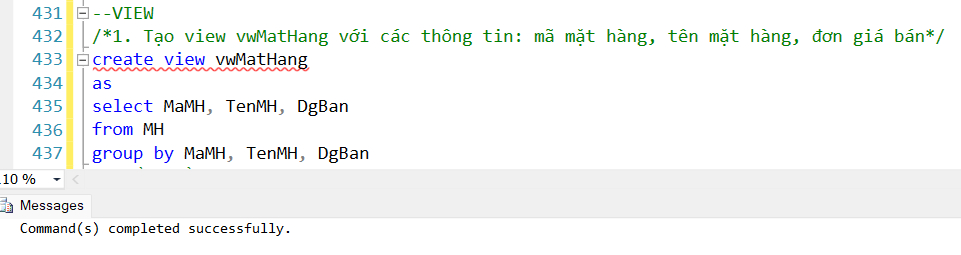 431 --VIEW
432 /*1. Tạo view vwMatHang với các thông tin: mã mặt hàng, tên mặt hàng, đơn giá bán*/
433 create view vwMatHang
434 as
435 select MaMH, TenMH, DgBan
436 from MH
437 group by MaMH, TenMH, DgBan
110 %
Messages
Command(s) completed successfully.